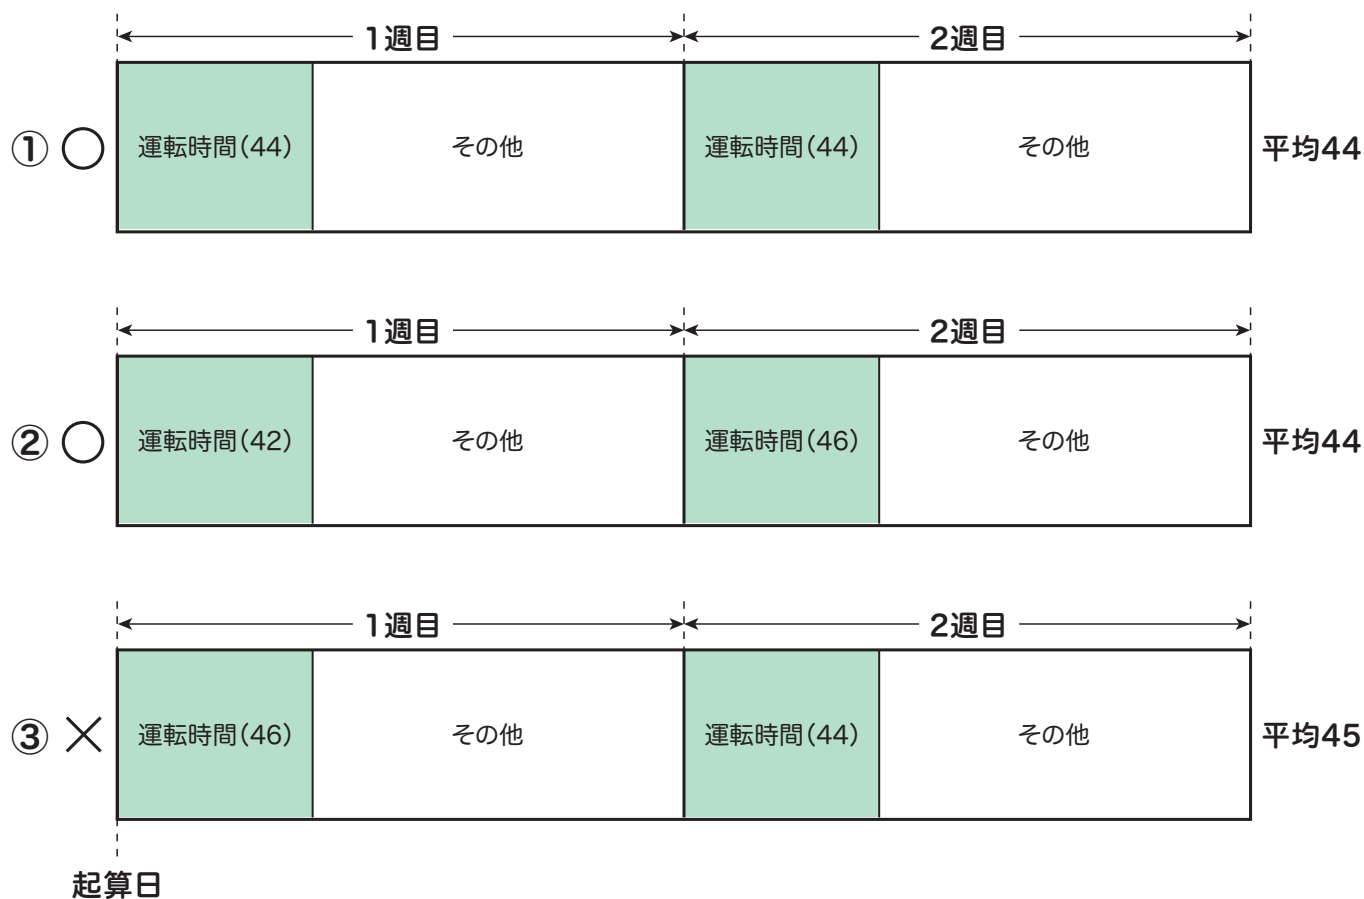 1週目 2週目
① ○ 運転時間(44) その他 運転時間(44) その他 平均44
1週目 2週目
② ○ 運転時間(42) その他 運転時間(46) その他 平均44
1週目 2週目
③ × 運転時間(46) その他 運転時間(44) その他 平均45
起算日